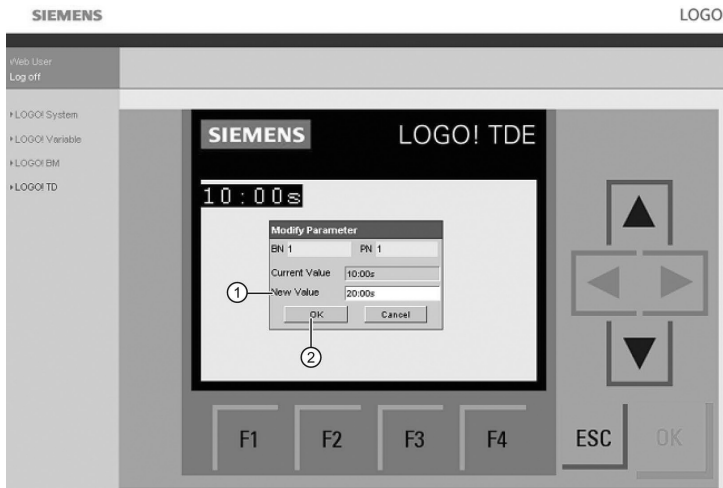 SIEMENS
LOGO
Web User
Log off
LOGO! System
LOGO! Variable
LOGO! BM
LOGO! TD
SIEMENS
LOGO! TDE
10:00s
Modify Parameter
BN 1 PN 1
Current Value 10:00s
1 New Value 20:00s
OK Cancel
2
F1 F2 F3 F4 ESC OK